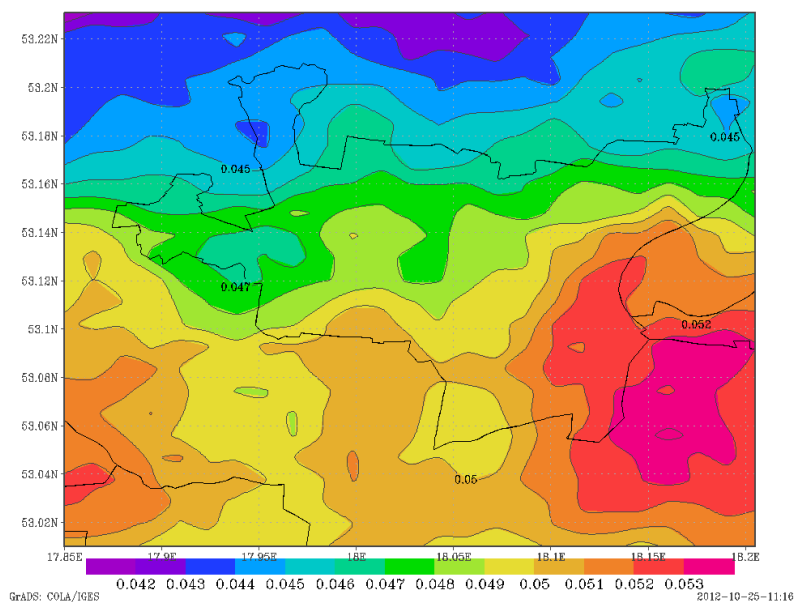 53.22N
53.2N
53.18N
0.045
0.045
53.16N
53.14N
53.12N
0.047
0.052
53.1N
53.08N
53.06N
0.05
53.04N
53.02N
17.85E 17.9E 17.95E 18E 18.05E 18.1E 18.15E 18.2E
0.042 0.043 0.044 0.045 0.046 0.047 0.048 0.049 0.05 0.051 0.052 0.053
GrADS: COLA/IGES 2012-10-25-11:16